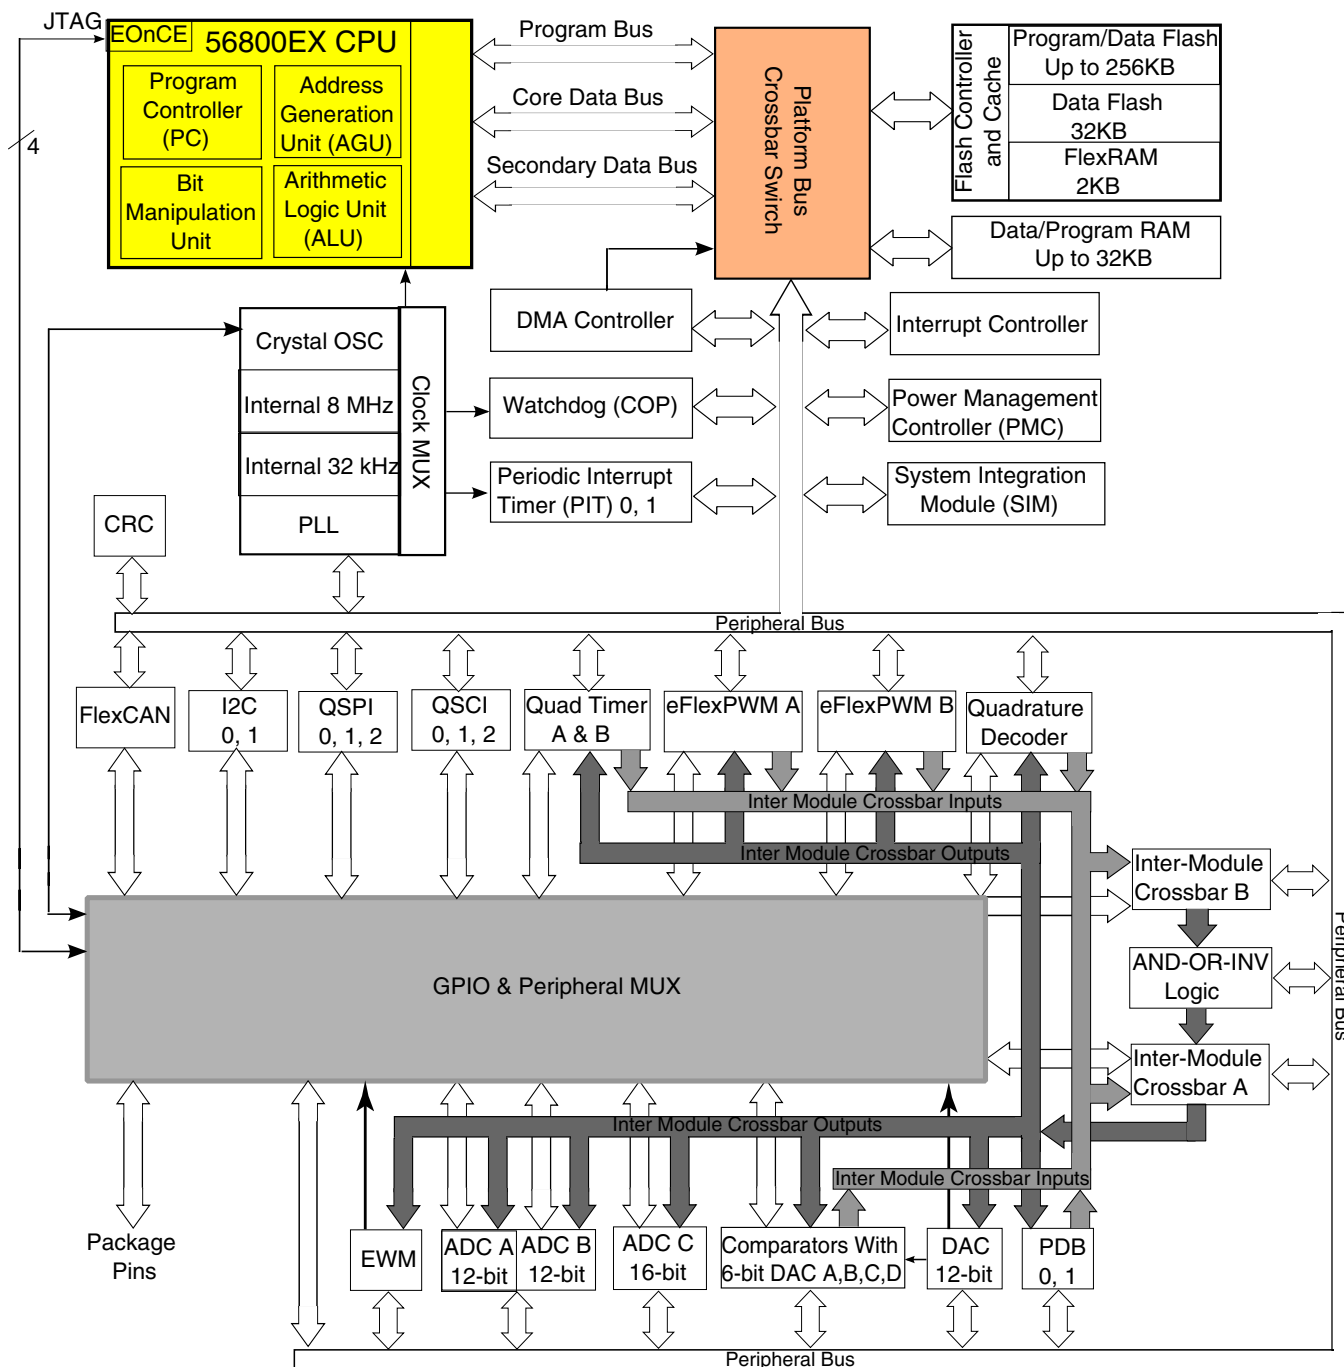 JTAG
EOnCE
56800EX CPU
Program
Controller
(PC)
Address
Generation
Unit (AGU)
Bit
Manipulation
Unit
Arithmetic
Logic Unit
(ALU)
4
Program Bus
Core Data Bus
Secondary Data Bus
Platform Bus
Crossbar Swirch
Flash Controller
and Cache
Program/Data Flash
Up to 256KB
Data Flash
32KB
FlexRAM
2KB
Data/Program RAM
Up to 32KB
Crystal OSC
Internal 8 MHz
Internal 32 kHz
PLL
Clock MUX
DMA Controller
Watchdog (COP)
Periodic Interrupt
Timer (PIT) 0, 1
Interrupt Controller
Power Management
Controller (PMC)
System Integration
Module (SIM)
CRC
Peripheral Bus
FlexCAN
I2C
0, 1
QSPI
0, 1, 2
QSCI
0, 1, 2
Quad Timer
A & B
eFlexPWM A
eFlexPWM B
Quadrature
Decoder
Inter Module Crossbar Inputs
Inter Module Crossbar Outputs
Inter-Module
Crossbar B
AND-OR-INV
Logic
Inter-Module
Crossbar A
Peripheral Bus
GPIO & Peripheral MUX
Inter Module Crossbar Outputs
Inter Module Crossbar Inputs
Package
Pins
EWM
ADC A
12-bit
ADC B
12-bit
ADC C
16-bit
Comparators With
6-bit DAC A,B,C,D
DAC
12-bit
PDB
0, 1
Peripheral Bus